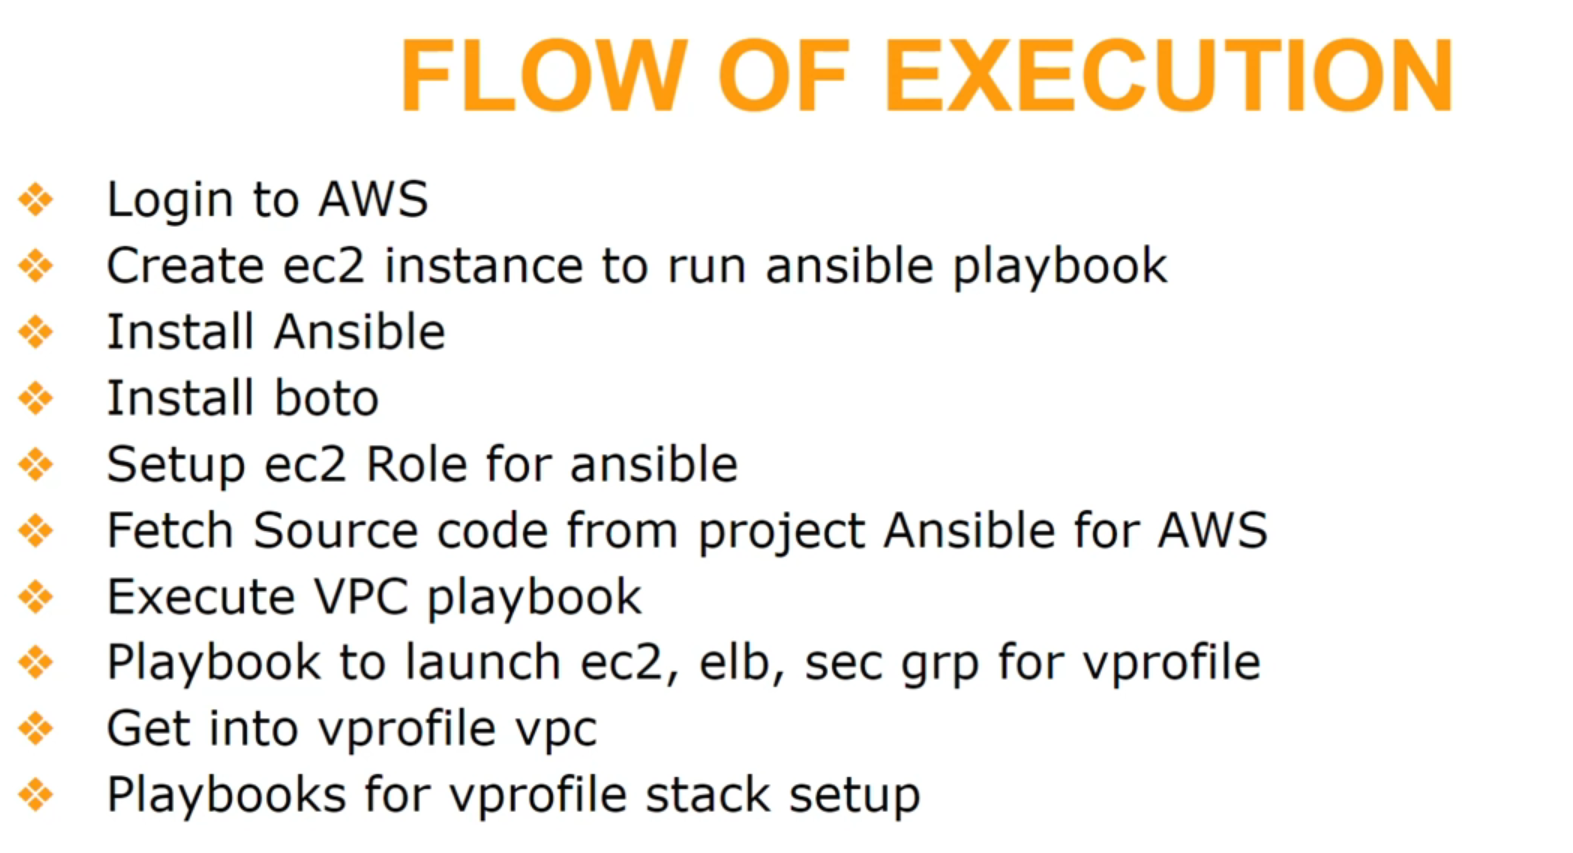 FLOW OF EXECUTION
Login to AWS
Create ec2 instance to run ansible playbook
Install Ansible
Install boto
Setup ec2 Role for ansible
Fetch Source code from project Ansible for AWS
Execute VPC playbook
Playbook to launch ec2, elb, sec grp for vprofile
Get into vprofile vpc
Playbooks for vprofile stack setup